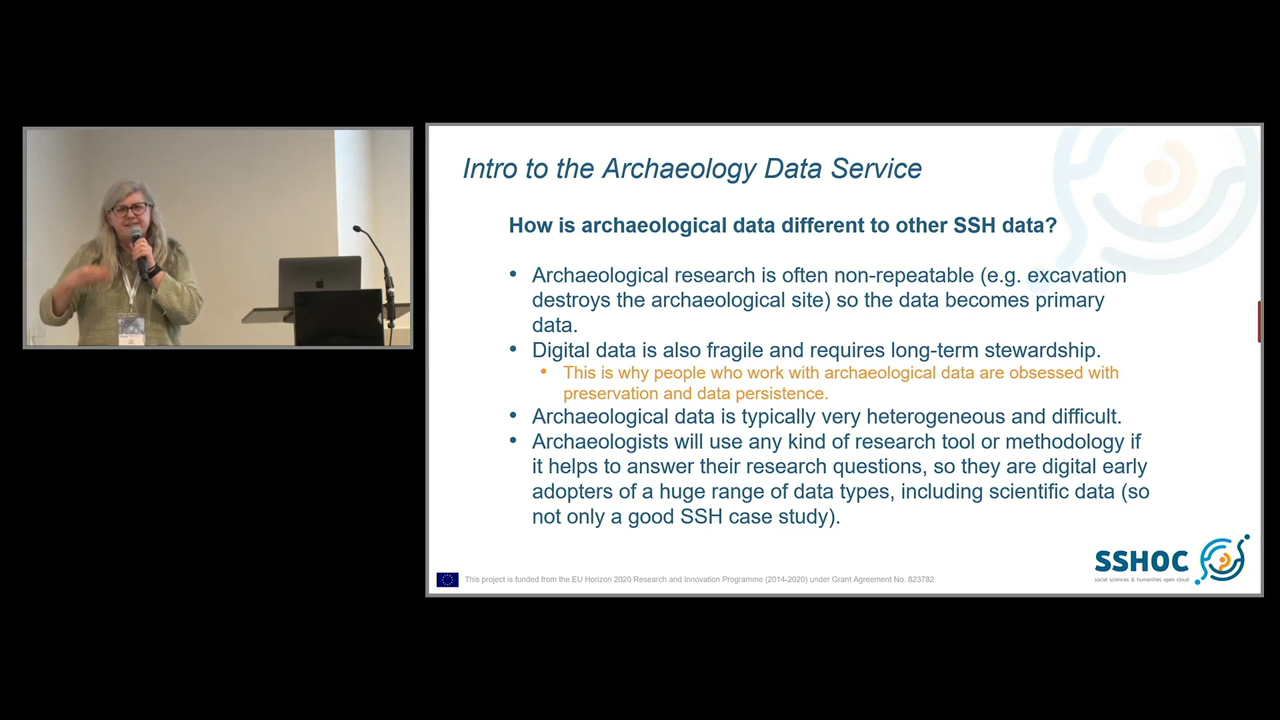 Intro to the Archaeology Data Service
How is archaeological data different to other SSH data?
• Archaeological research is often non-repeatable (e.g. excavation
destroys the archaeological site) so the data becomes primary
data.
• Digital data is also fragile and requires long-term stewardship.
• This is why people who work with archaeological data are obsessed with
preservation and data persistence.
• Archaeological data is typically very heterogeneous and difficult.
• Archaeologists will use any kind of research tool or methodology if
it helps to answer their research questions, so they are digital early
adopters of a huge range of data types, including scientific data (so
not only a good SSH case study).
SSHOC
social sciences & humanities open cloud
This project is funded from the EU Horizon 2020 Research and Innovation Programme (2014-2020) under Grant Agreement No. 823782